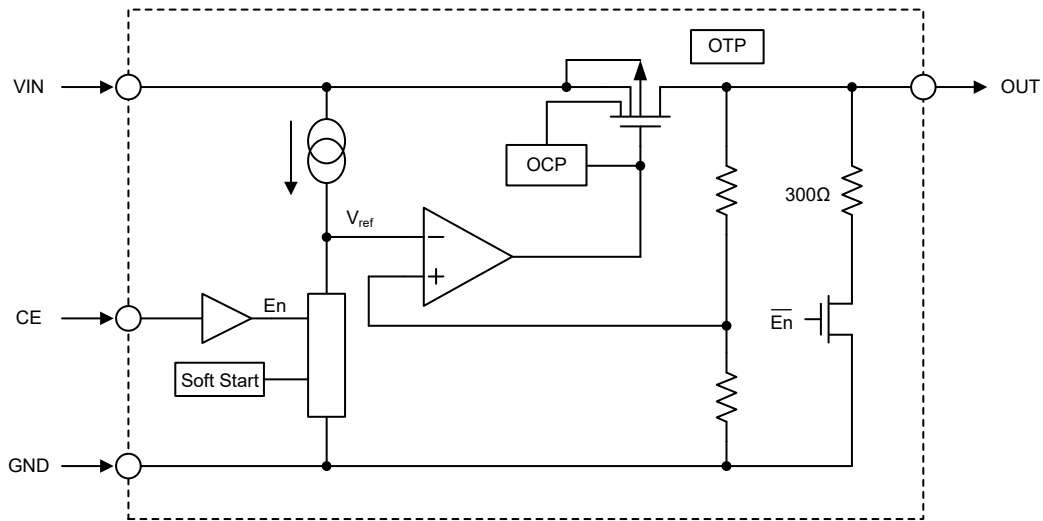 OTP
VIN
OUT
OCP
300Ω
Vref
−
+
CE
En
En̅
Soft Start
GND